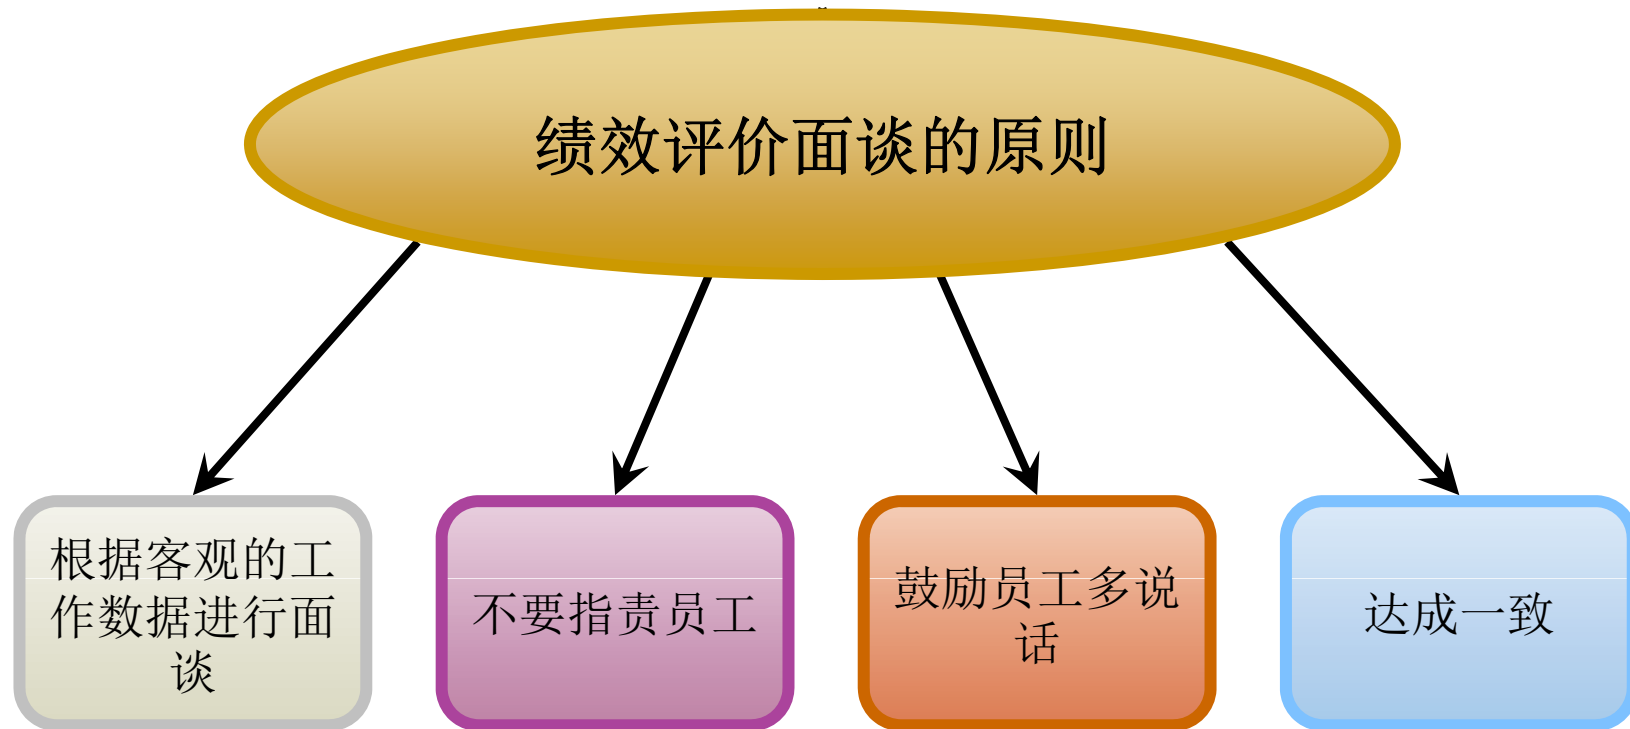 绩效评价面谈的原则
根据客观的工
作数据进行面
谈
不要指责员工
鼓励员工多说
话
达成一致